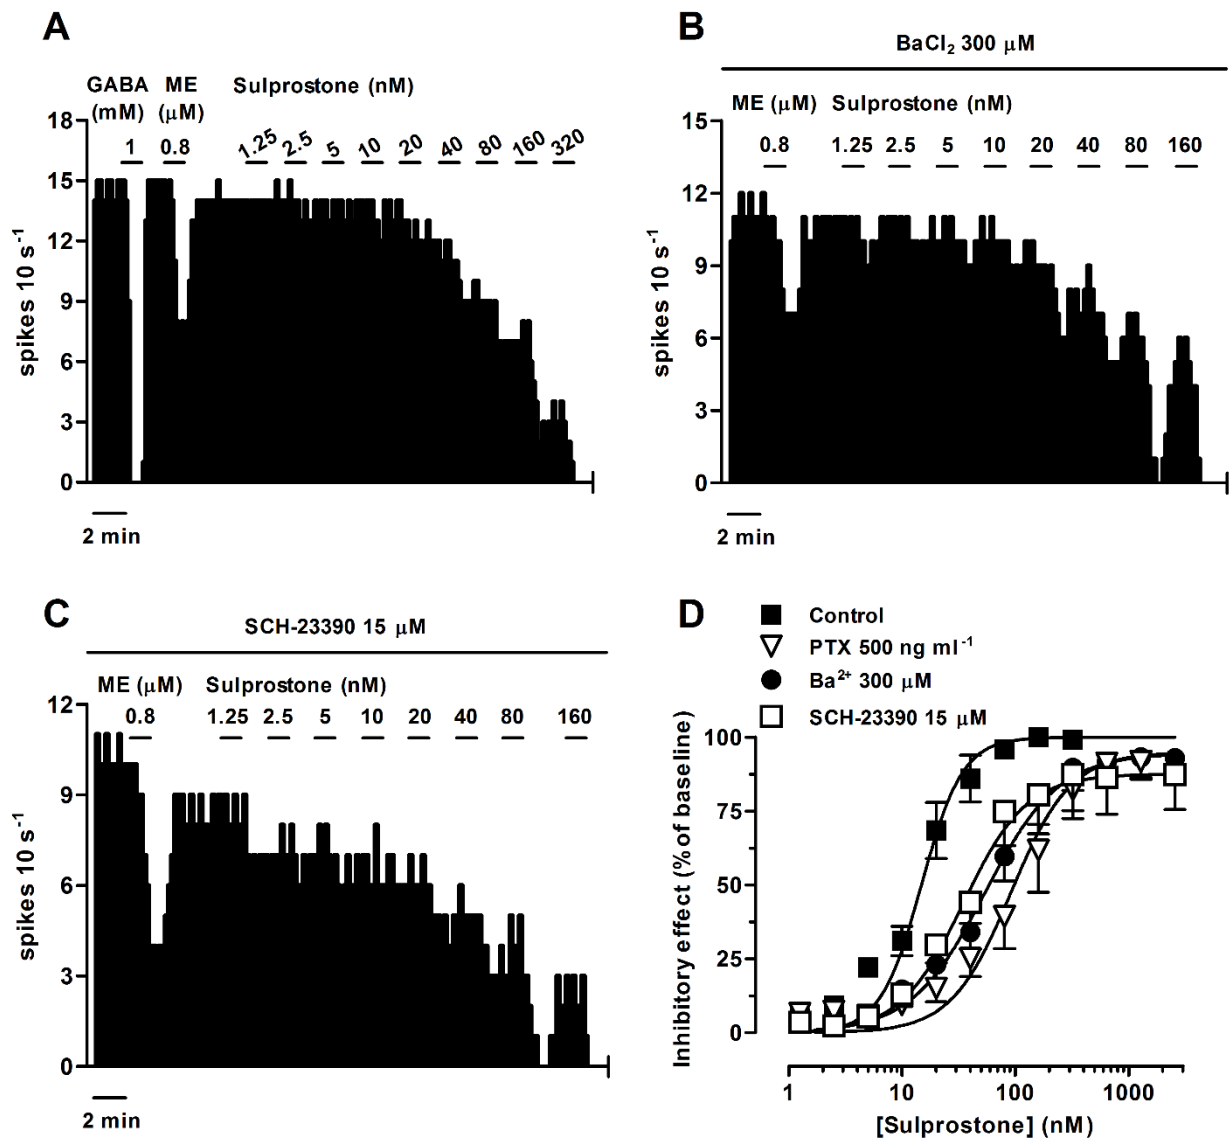 A
GABA ME Sulprostone (nM)
(mM) (μM)
1 0.8 1.25 2.5 5 10 20 40 80 160 320
18
15
12
9
6
3
0
spikes 10 s⁻¹
2 min
B
BaCl₂ 300 μM
ME (μM) Sulprostone (nM)
0.8 1.25 2.5 5 10 20 40 80 160
15
12
9
6
3
0
spikes 10 s⁻¹
2 min
C
SCH-23390 15 μM
ME (μM) Sulprostone (nM)
0.8 1.25 2.5 5 10 20 40 80 160
12
9
6
3
0
spikes 10 s⁻¹
2 min
D
Control
PTX 500 ng ml⁻¹
Ba²⁺ 300 μM
SCH-23390 15 μM
100
75
50
25
0
Inhibitory effect (% of baseline)
1 10 100 1000
[Sulprostone] (nM)